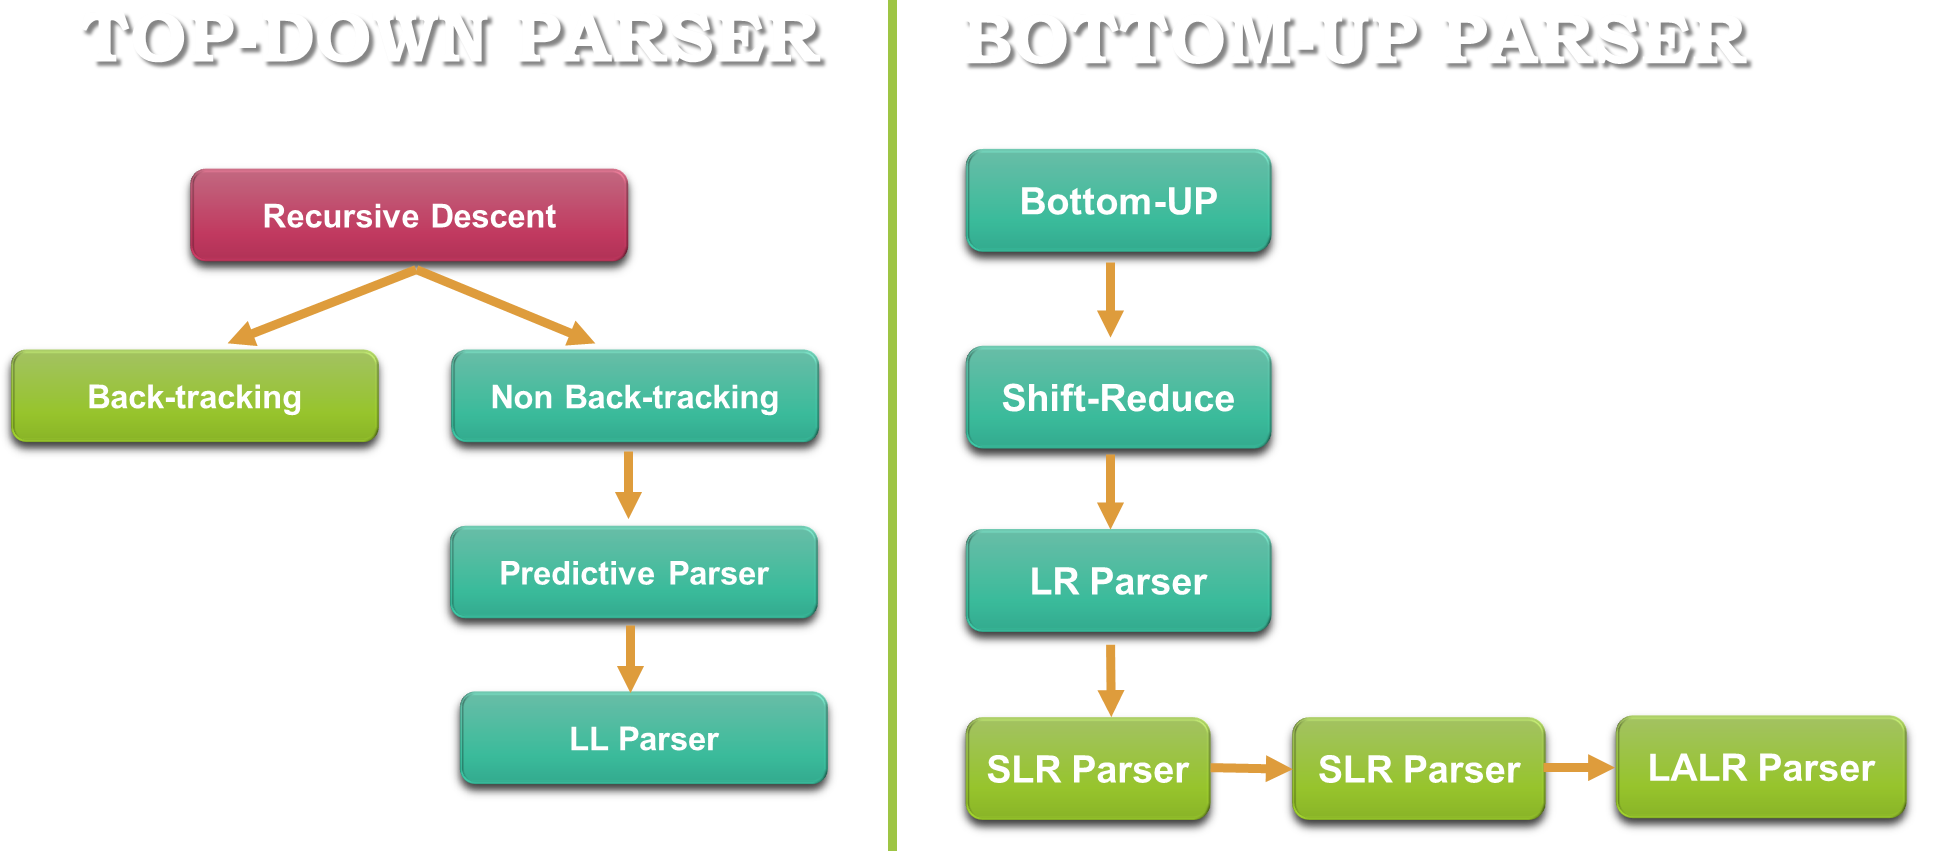 TOP-DOWN PARSER
Recursive Descent
Back-tracking
Non Back-tracking
Predictive Parser
LL Parser
BOTTOM-UP PARSER
Bottom-UP
Shift-Reduce
LR Parser
SLR Parser
SLR Parser
LALR Parser